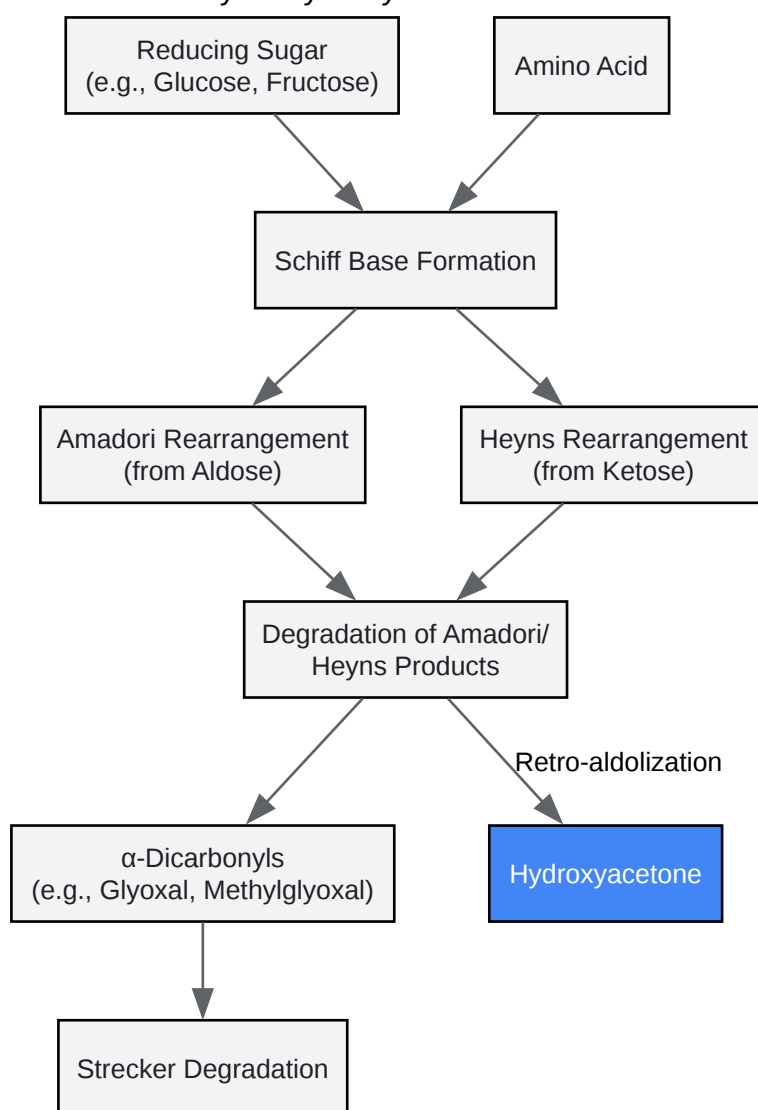 Reducing Sugar
(e.g., Glucose, Fructose)
Amino Acid
Schiff Base Formation
Amadori Rearrangement
(from Aldose)
Heyns Rearrangement
(from Ketose)
Degradation of Amadori/
Heyns Products
Retro-aldolization
α-Dicarbonyls
(e.g., Glyoxal, Methylglyoxal)
Hydroxyacetone
Strecker Degradation